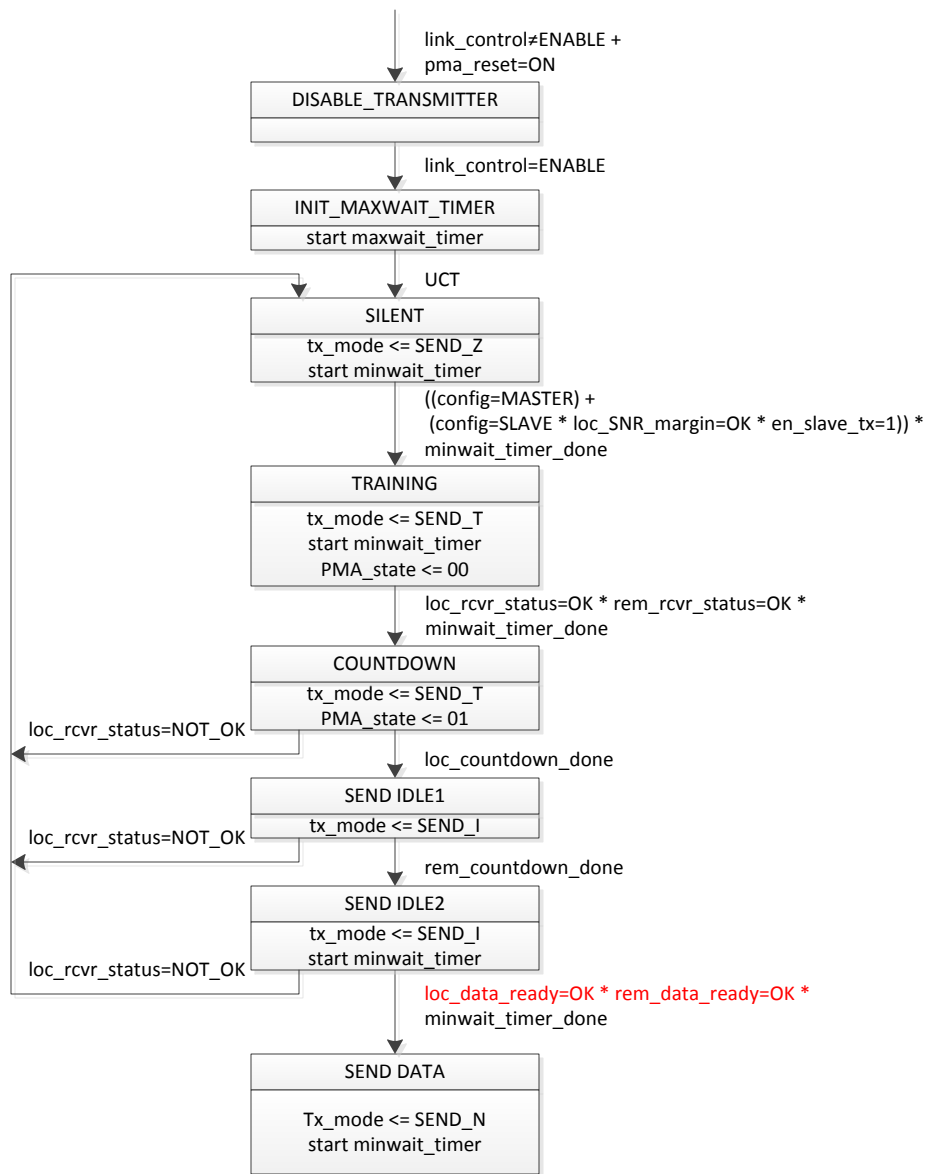 link_control≠ENABLE +
pma_reset=ON
DISABLE_TRANSMITTER
link_control=ENABLE
INIT_MAXWAIT_TIMER
start maxwait_timer
UCT
SILENT
tx_mode <= SEND_Z
start minwait_timer
((config=MASTER) +
(config=SLAVE * loc_SNR_margin=OK * en_slave_tx=1)) *
minwait_timer_done
TRAINING
tx_mode <= SEND_T
start minwait_timer
PMA_state <= 00
loc_rcvr_status=OK * rem_rcvr_status=OK *
minwait_timer_done
COUNTDOWN
tx_mode <= SEND_T
PMA_state <= 01
loc_rcvr_status=NOT_OK
loc_countdown_done
SEND IDLE1
tx_mode <= SEND_I
loc_rcvr_status=NOT_OK
rem_countdown_done
SEND IDLE2
tx_mode <= SEND_I
start minwait_timer
loc_rcvr_status=NOT_OK
loc_data_ready=OK * rem_data_ready=OK *
minwait_timer_done
SEND DATA
Tx_mode <= SEND_N
start minwait_timer